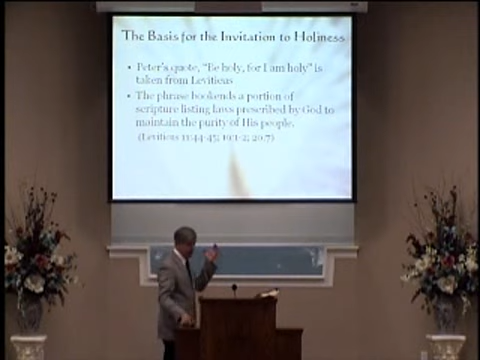 The Basis for the Invitation to Holiness
• Peter's quote, "Be holy, for I am holy" is
taken from Leviticus
• The phrase bookends a portion of
scripture listing laws prescribed by God to
maintain the purity of His people.
(Leviticus 11:44-45; 19:1-2; 20:7)